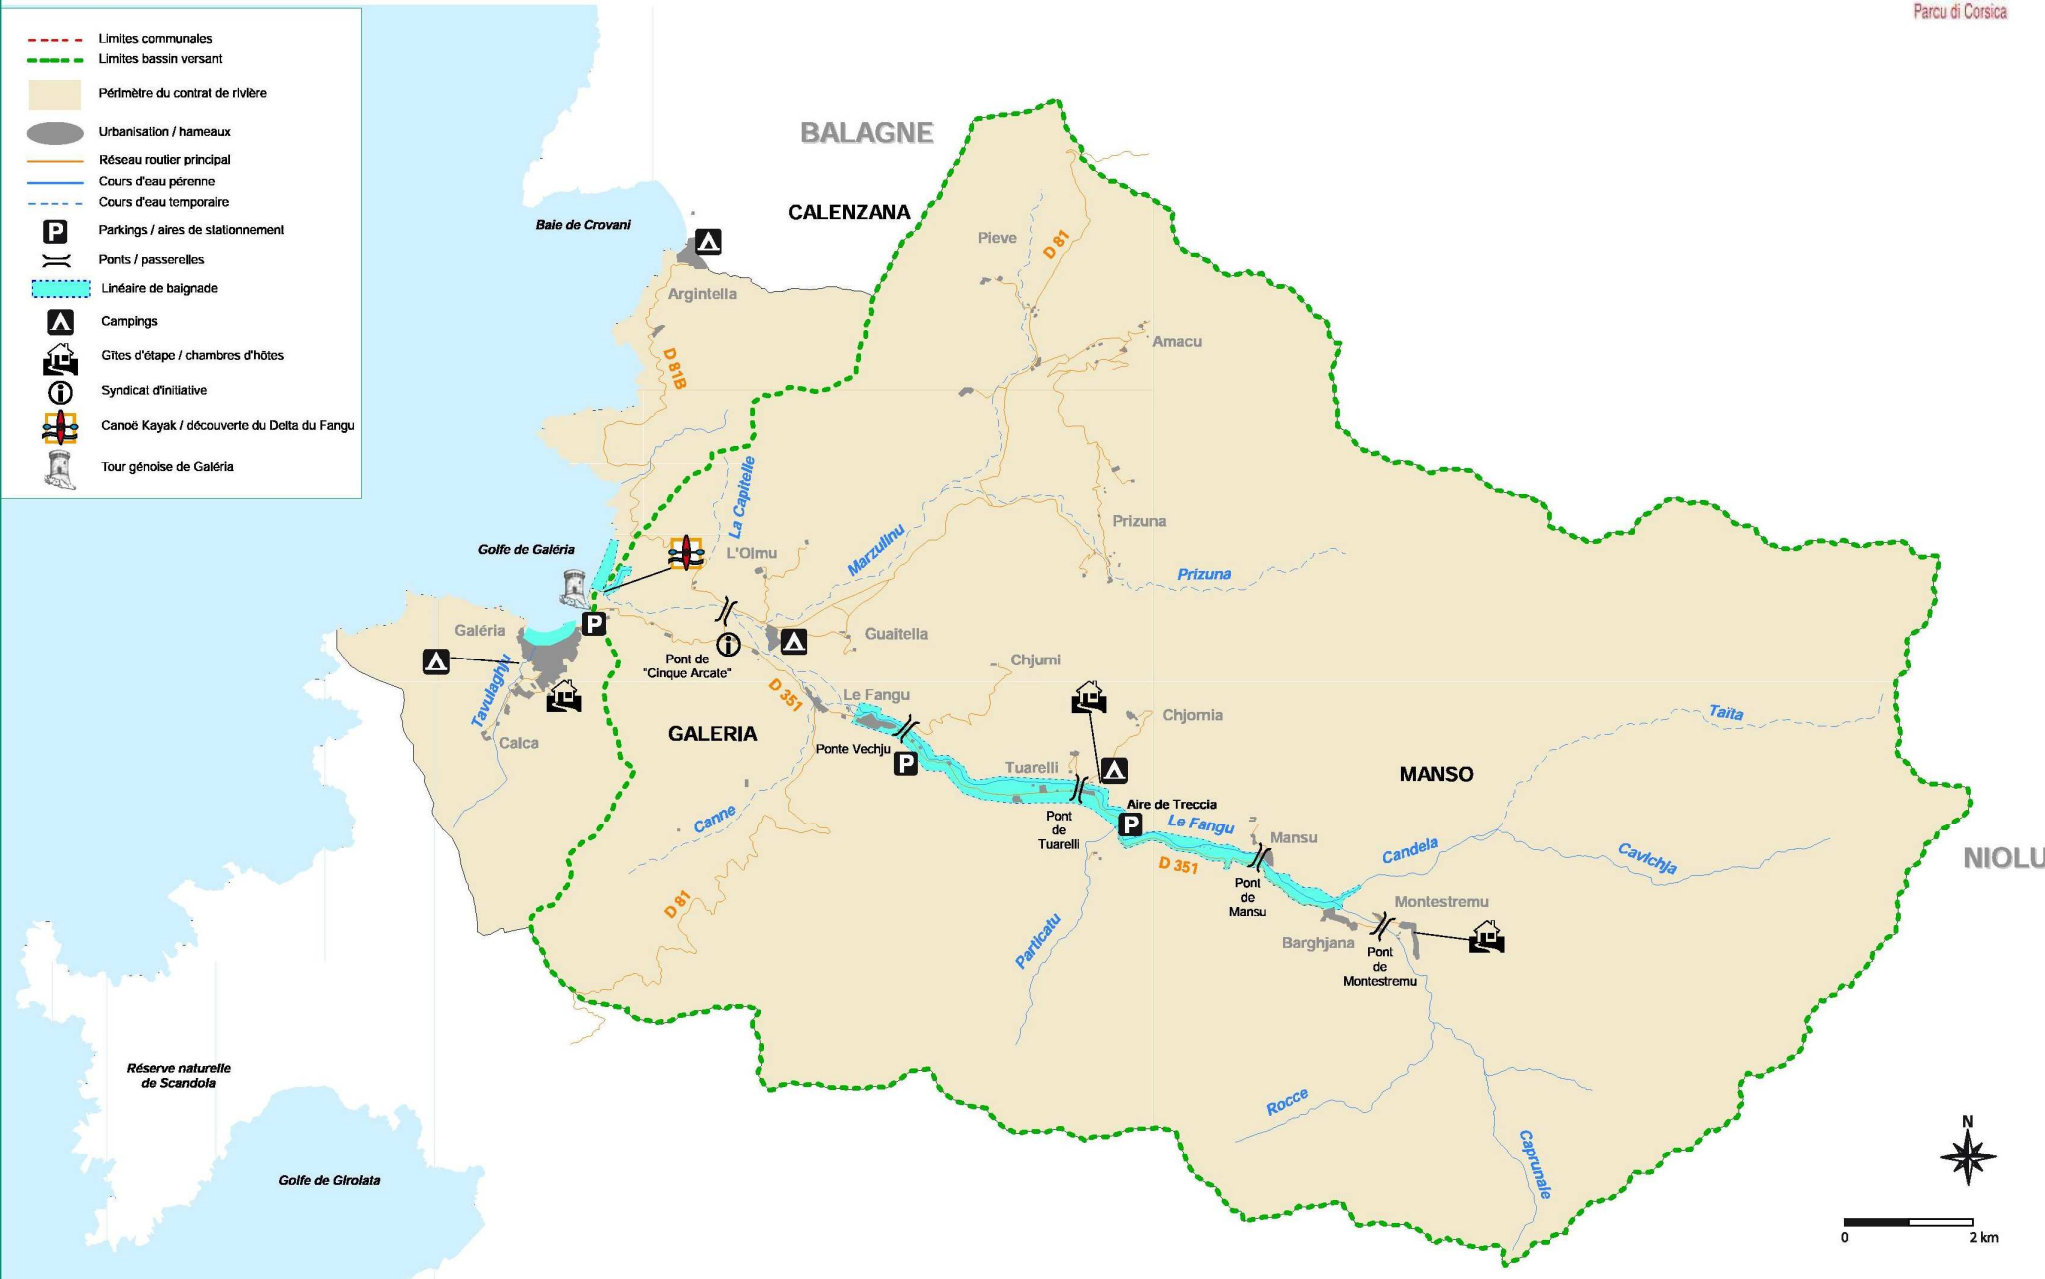 Parcu di Corsica
Limites communales
Limites bassin versant
Périmètre du contrat de rivière
Urbanisation / hameaux
Réseau routier principal
Cours d'eau pérenne
Cours d'eau temporaire
P
Parkings / aires de stationnement
Ponts / passerelles
Linéaire de baignade
Campings
Gîtes d'étape / chambres d'hôtes
i
Syndicat d'initiative
Canoë Kayak / découverte du Delta du Fangu
Tour génoise de Galéria
BALAGNE
CALENZANA
Baie de Crovani
Pieve
D 81
Argintella
Amacu
D 81B
La Capitelle
Prizuna
Marzulinu
Golfe de Galéria
L'Olmu
Prizuna
P
Galéria
Guaitella
i
Pont de
"Cinque Arcate"
Chjumi
Tavulaghju
D 351
Le Fangu
Taïta
Chjornia
Calca
GALERIA
Ponte Vechju
P
Tuarelli
MANSO
Aire de Treccia
P
Le Fangu
Canne
Pont
de
Tuarelli
Mansu
Candela
Cavichja
NIOLU
D 351
Pont
de
Mansu
D 81
Montestremu
Particatu
Barghjana
Pont
de
Montestremu
Réserve naturelle
de Scandola
Rocce
Caprunale
Golfe de Girolata
N
0
2 km